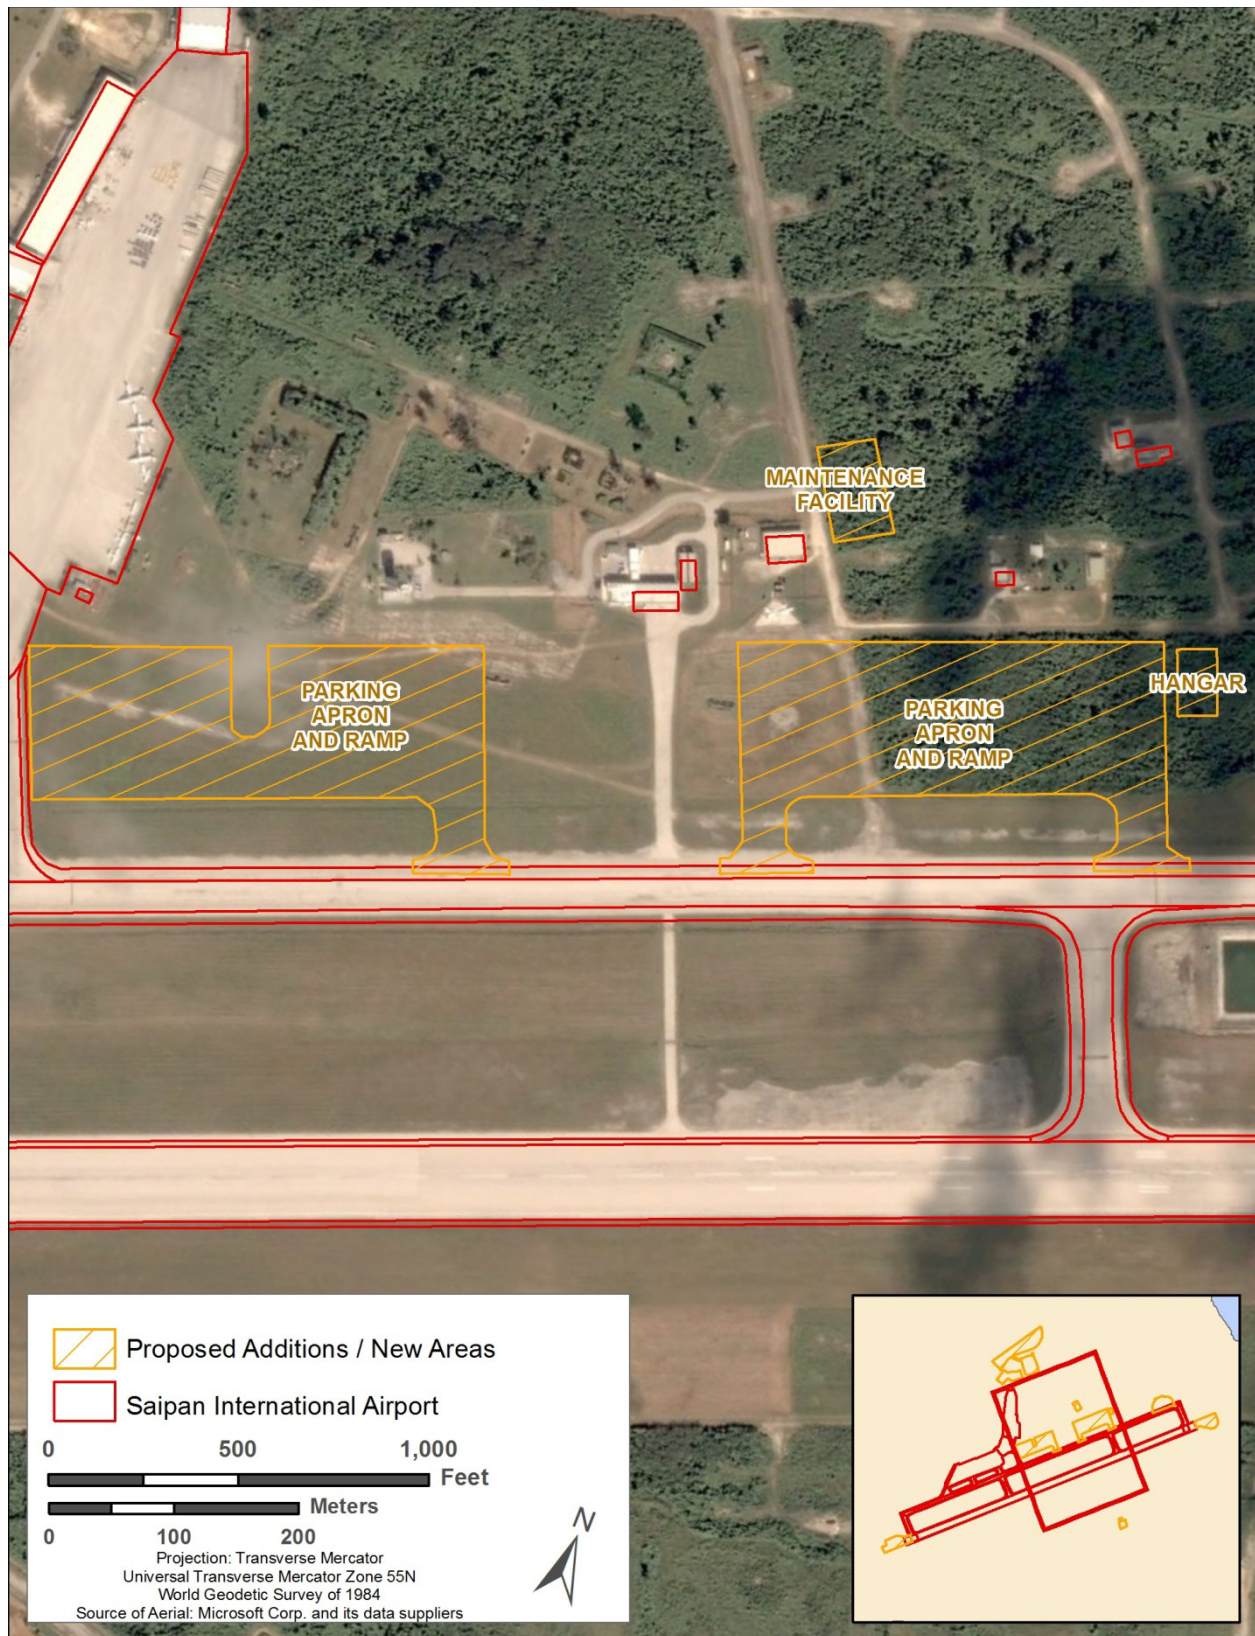 MAINTENANCE
FACILITY
HANGAR
PARKING
APRON
AND RAMP
PARKING
APRON
AND RAMP
Proposed Additions / New Areas
Saipan International Airport
0 500 1,000
Feet
Meters
0 100 200
N
Projection: Transverse Mercator
Universal Transverse Mercator Zone 55N
World Geodetic Survey of 1984
Source of Aerial: Microsoft Corp. and its data suppliers